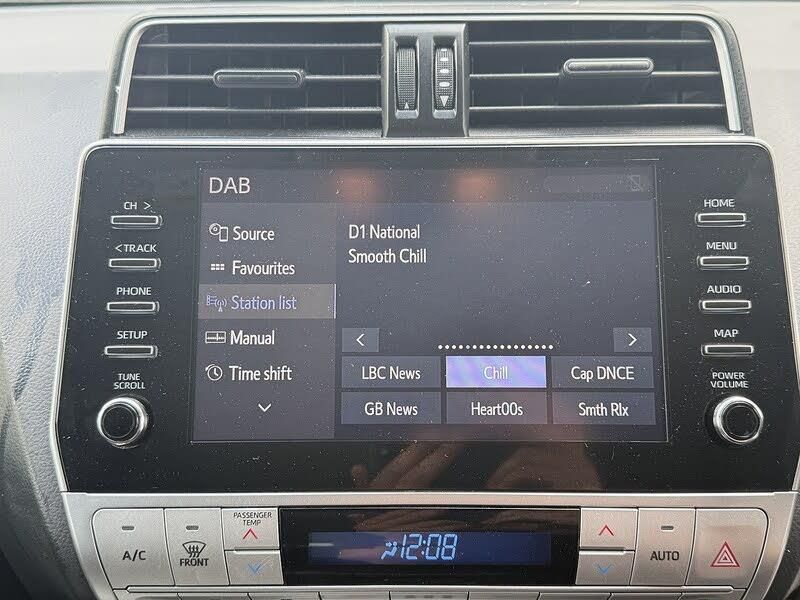 DAB
CH >
<TRACK
PHONE
SETUP
TUNE
SCROLL
Source
Favourites
Station list
Manual
Time shift
D1 National
Smooth Chill
<
>
LBC News
Chill
Cap DNCE
GB News
Heart00s
Smth Rlx
HOME
MENU
AUDIO
MAP
POWER
VOLUME
A/C
FRONT
PASSENGER
TEMP
12:08
AUTO